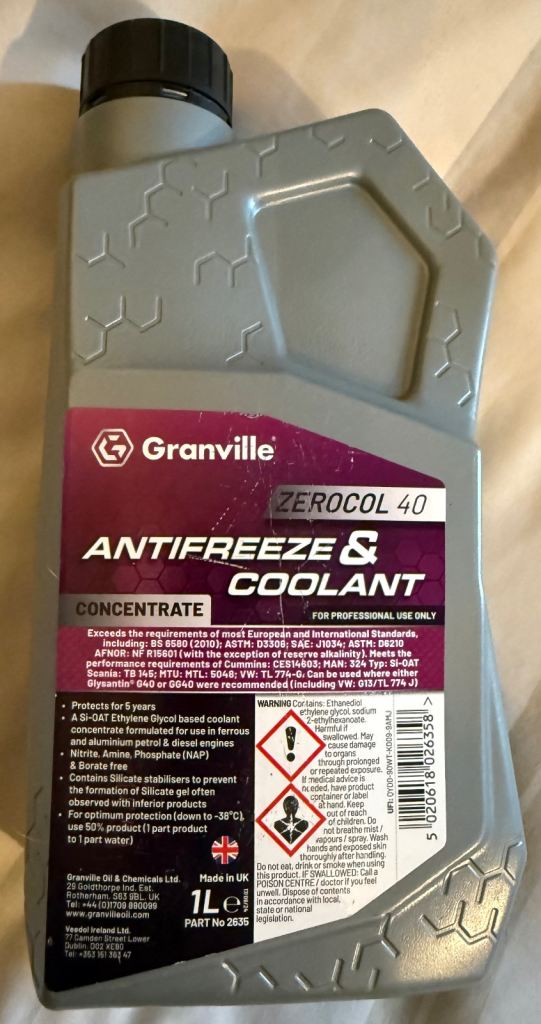 Granville
ZEROCOL 40
ANTIFREEZE &
COOLANT
CONCENTRATE
FOR PROFESSIONAL USE ONLY
Exceeds the requirements of most European and International Standards,
including: BS 6580 (2010); ASTM: D3306; SAE: J1034; ASTM: D6210
AFNOR: NF R15601 (with the exception of reserve alkalinity). Meets the
performance requirements of Cummins: CES14603; MAN: 324 Typ: Si-OAT
Scania: TB 145; MTU: MTL: 5048; VW: TL 774-G. Can be used where either
Glysantin® G40 or GG40 were recommended (including VW: G13/TL 774 J)
• Protects for 5 years
• A Si-OAT Ethylene Glycol based coolant
concentrate formulated for use in ferrous
and aluminium petrol & diesel engines
• Nitrite, Amine, Phosphate (NAP)
& Borate free
• Contains Silicate stabilisers to prevent
the formation of Silicate gel often
observed with inferior products
• For optimum protection (down to -38°C),
use 50% product (1 part product
to 1 part water)
Granville Oil & Chemicals Ltd.
29 Goldthorpe Ind. Est.
Rotherham. S63 9BL. UK
Tel: +44 (0)1709 890099
www.granvilleoil.com
Veedol Ireland Ltd.
77 Camden Street Lower
Dublin. D02 XE80
Tel: +353 151 363 47
Made in UK
1L e
PART No 2635
WARNING Contains: Ethanediol
ethylene glycol, sodium
2-ethylhexanoate.
Harmful if
swallowed. May
cause damage
to organs
through prolonged
or repeated exposure.
If medical advice is
needed, have product
container or label
at hand. Keep
out of reach
of children. Do
not breathe mist /
vapours / spray. Wash
hands and exposed skin
thoroughly after handling.
Do not eat, drink or smoke when using
this product. IF SWALLOWED: Call a
POISON CENTRE / doctor if you feel
unwell. Dispose of contents
in accordance with local,
state or national
legislation.
UFI: 0Y00-90WT-K009-9AMJ
5 020618 026358 >